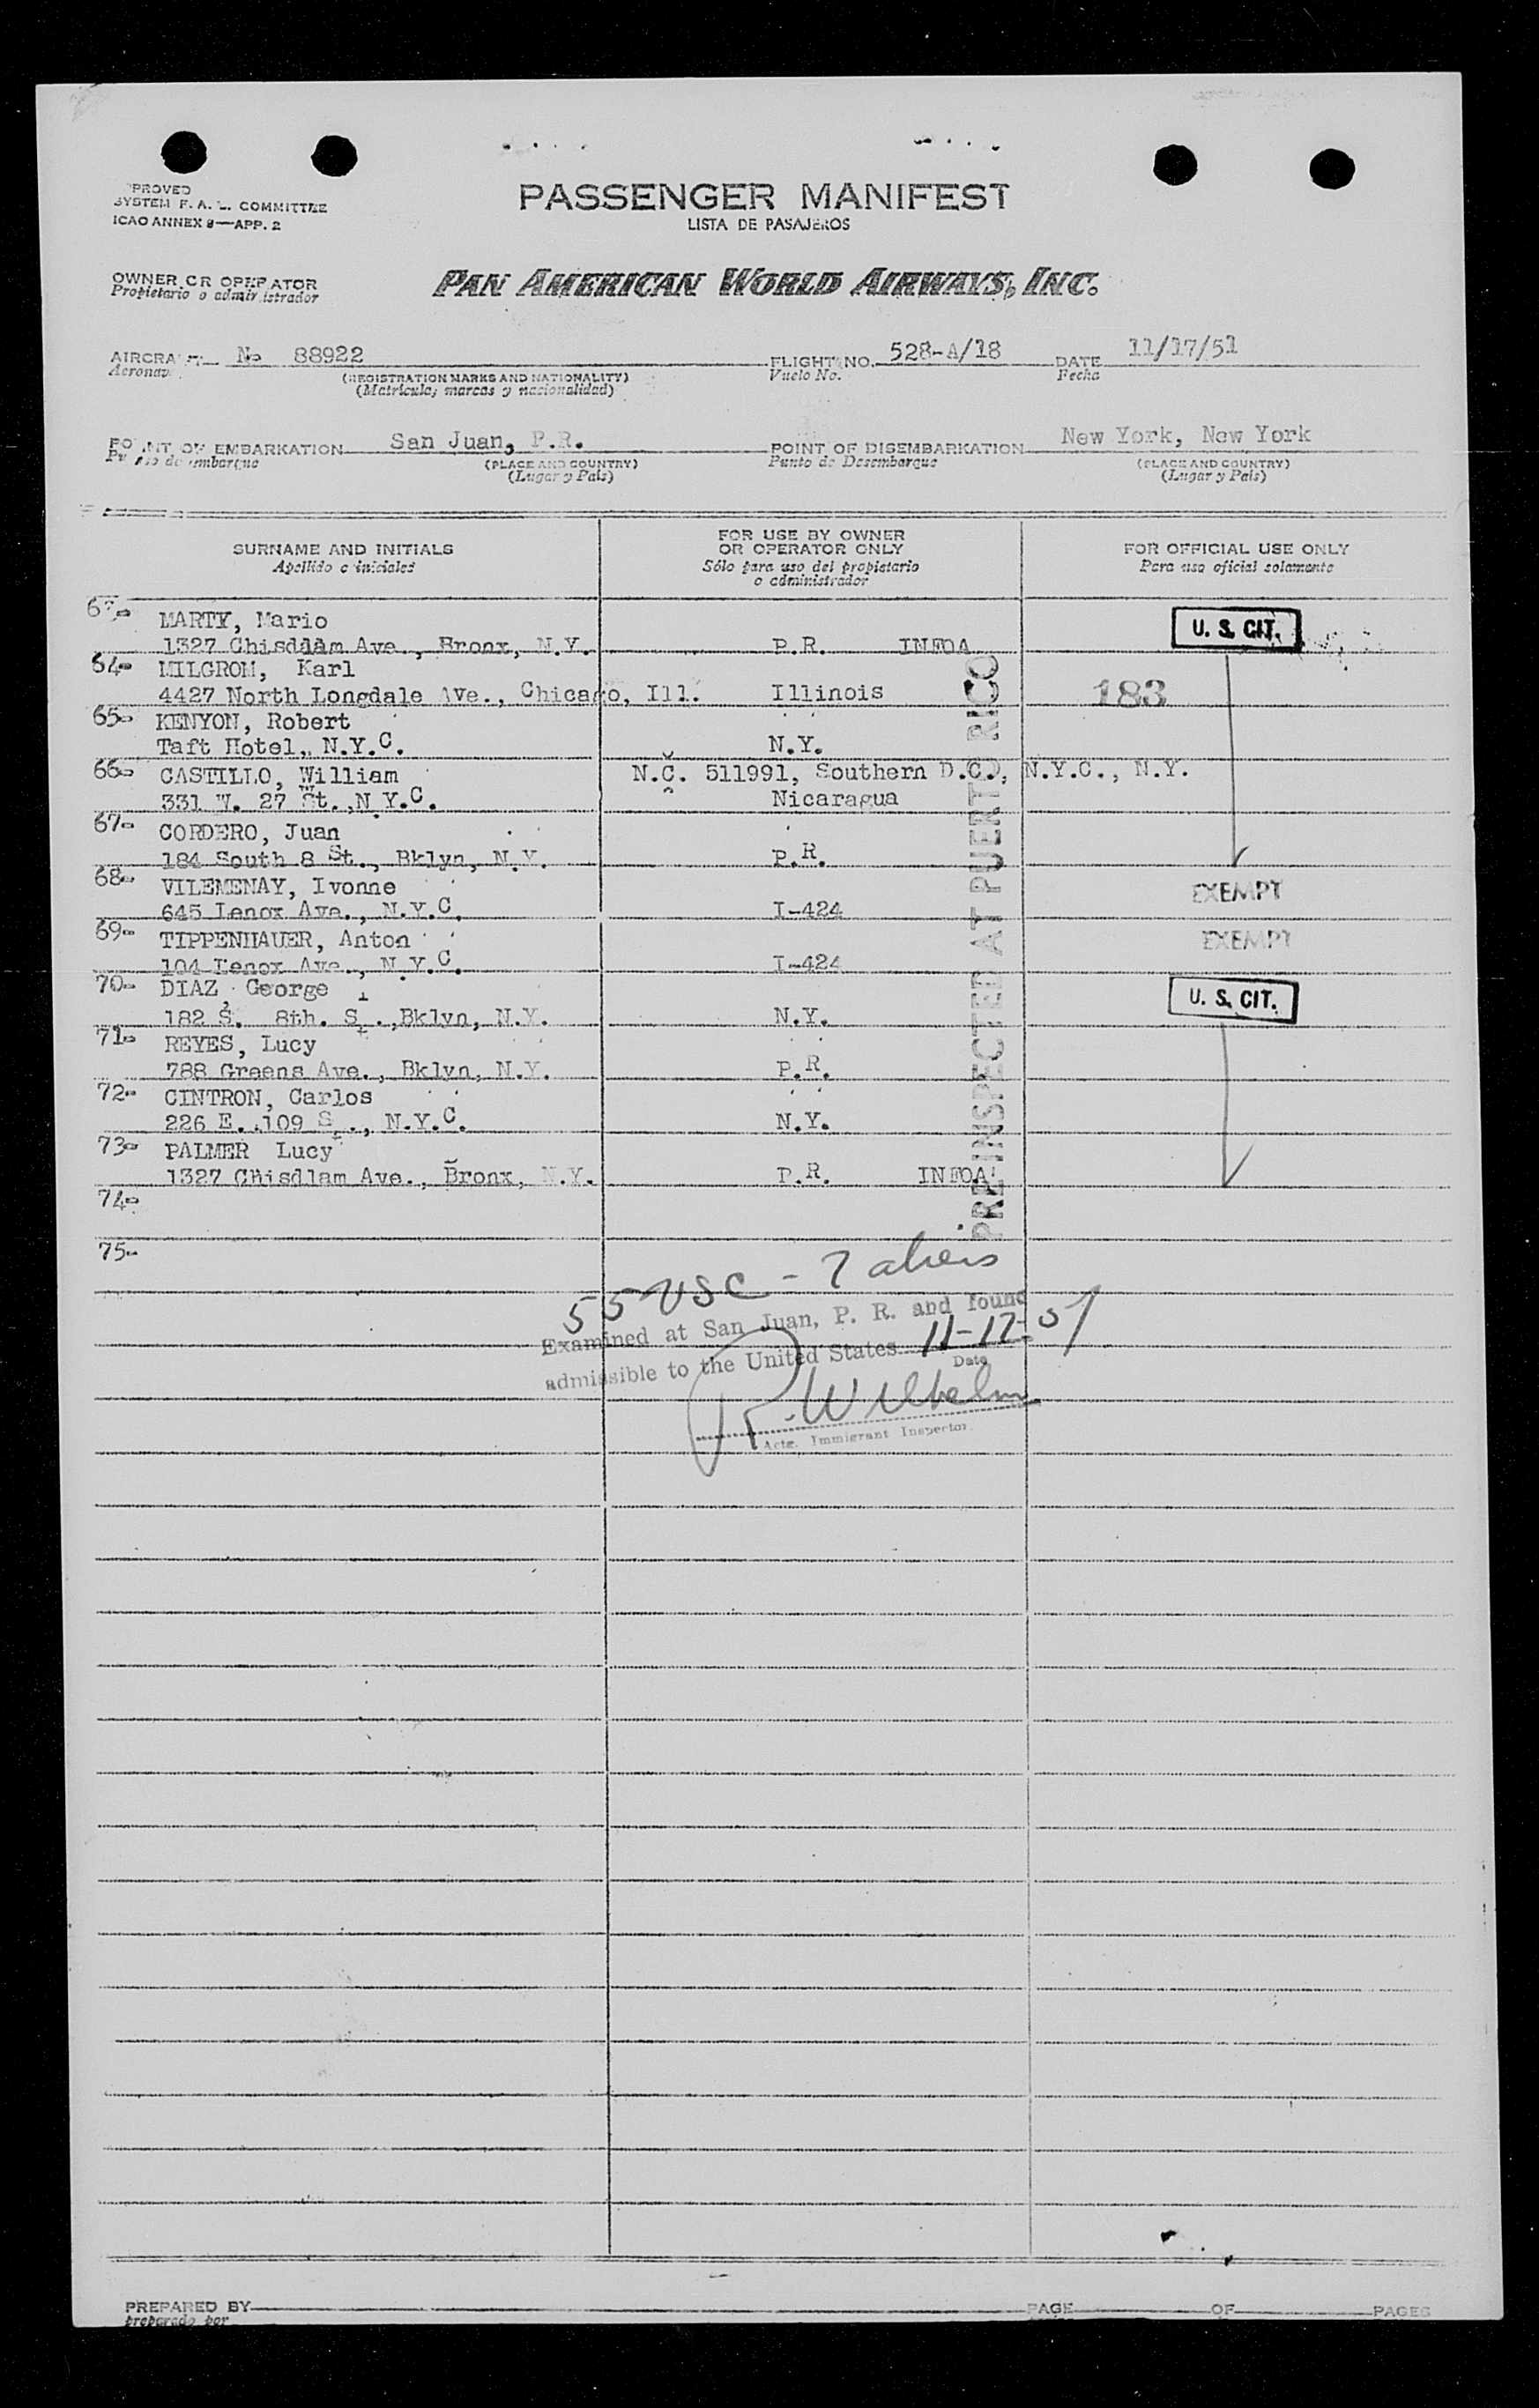 PROVED
SYSTEM F. A. L. COMMITTEE
ICAO ANNEX 9—APP. 2
PASSENGER MANIFEST
LISTA DE PASAJEROS
OWNER OR OPERATOR
Propietario o administrador
PAN AMERICAN WORLD AIRWAYS, INC.
AIRCRAFT No 88922
Aeronave
(REGISTRATION MARKS AND NATIONALITY)
(Matricula, marcas y nacionalidad)
FLIGHT NO. 528-A/18
Vuelo No.
DATE 11/17/51
Fecha
POINT OF EMBARKATION San Juan, P.R.
Punto de embarque
(PLACE AND COUNTRY)
(Lugar y País)
POINT OF DISEMBARKATION New York, New York
Punto de Desembarque
(PLACE AND COUNTRY)
(Lugar y País)
SURNAME AND INITIALS
Apellido e iniciales
FOR USE BY OWNER
OR OPERATOR ONLY
Sólo para uso del propietario
o administrador
FOR OFFICIAL USE ONLY
Para uso oficial solamente
63- MARTY, Mario U. S. CIT.
1327 Chisddam Ave., Bronx, N.Y. P.R. INFOA
64- MILGROM, Karl
4427 North Longdale Ave., Chicago, Ill. Illinois 183
65- KENYON, Robert
Taft Hotel, N.Y.C. N.Y.
66- CASTILLO, William N.C. 511991, Southern D.C., N.Y.C., N.Y.
331 W. 27 St., N.Y.C. Nicaragua
67- CORDERO, Juan
184 South 8 St., Bklyn, N.Y. P.R.
68- VILEMENAY, Ivonne EXEMPT
645 Lenox Ave., N.Y.C. I-424
69- TIPPENHAUER, Anton EXEMPT
104 Lenox Ave., N.Y.C. I-424
70- DIAZ, George U. S. CIT.
182 S. 8th. St., Bklyn, N.Y. N.Y.
71- REYES, Lucy
788 Greens Ave., Bklyn, N.Y. P.R.
72- CINTRON, Carlos
226 E. 109 St., N.Y.C. N.Y.
73- PALMER Lucy
1327 Chisdlam Ave., Bronx, N.Y. P.R. INFOA
74-
75-
PRE-INSPECTED AT PUERTO RICO
55 USC - 7 aliens
Examined at San Juan, P. R. and found
admissible to the United States 11-17-51
Date
Wilhelm
Actg. Immigrant Inspector
PREPARED BY
preparado por
PAGE OF PAGES